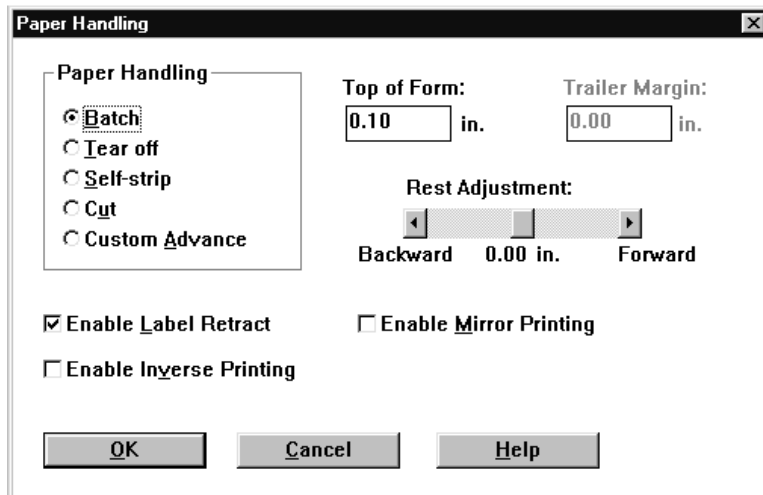 Paper Handling
Paper Handling
Batch
Tear off
Self-strip
Cut
Custom Advance
Top of Form:
0.10 in.
Trailer Margin:
0.00 in.
Rest Adjustment:
Backward 0.00 in. Forward
Enable Label Retract
Enable Mirror Printing
Enable Inverse Printing
OK Cancel Help